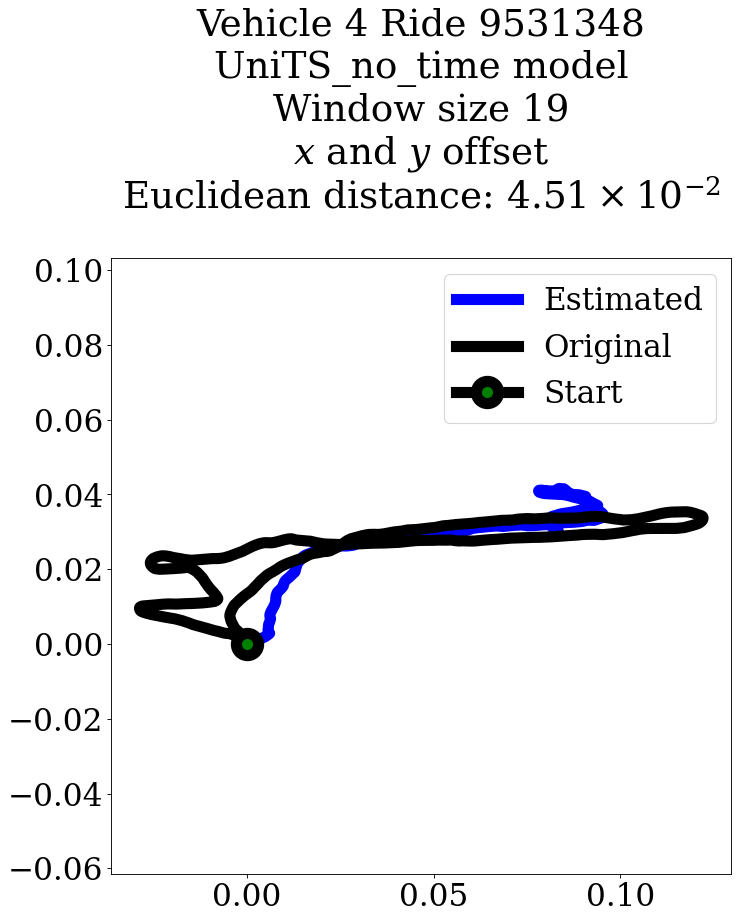 Vehicle 4 Ride 9531348
UniTS_no_time model
Window size 19
x and y offset
Euclidean distance: 4.51 × 10⁻²
Estimated
Original
Start
0.10
0.08
0.06
0.04
0.02
0.00
−0.02
−0.04
−0.06
0.00 0.05 0.10